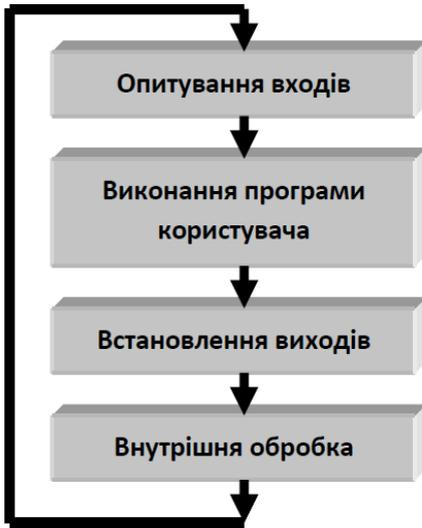 Опитування входів
Виконання програми
користувача
Встановлення виходів
Внутрішня обробка